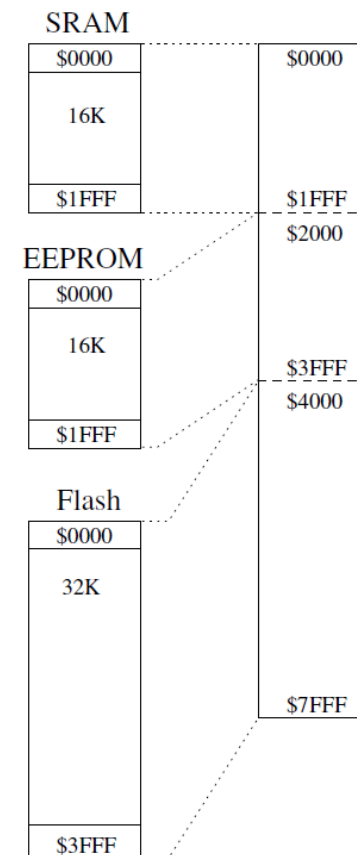 SRAM
$0000
16K
$1FFF
EEPROM
$0000
16K
$1FFF
Flash
$0000
32K
$3FFF
$0000
$1FFF
$2000
$3FFF
$4000
$7FFF